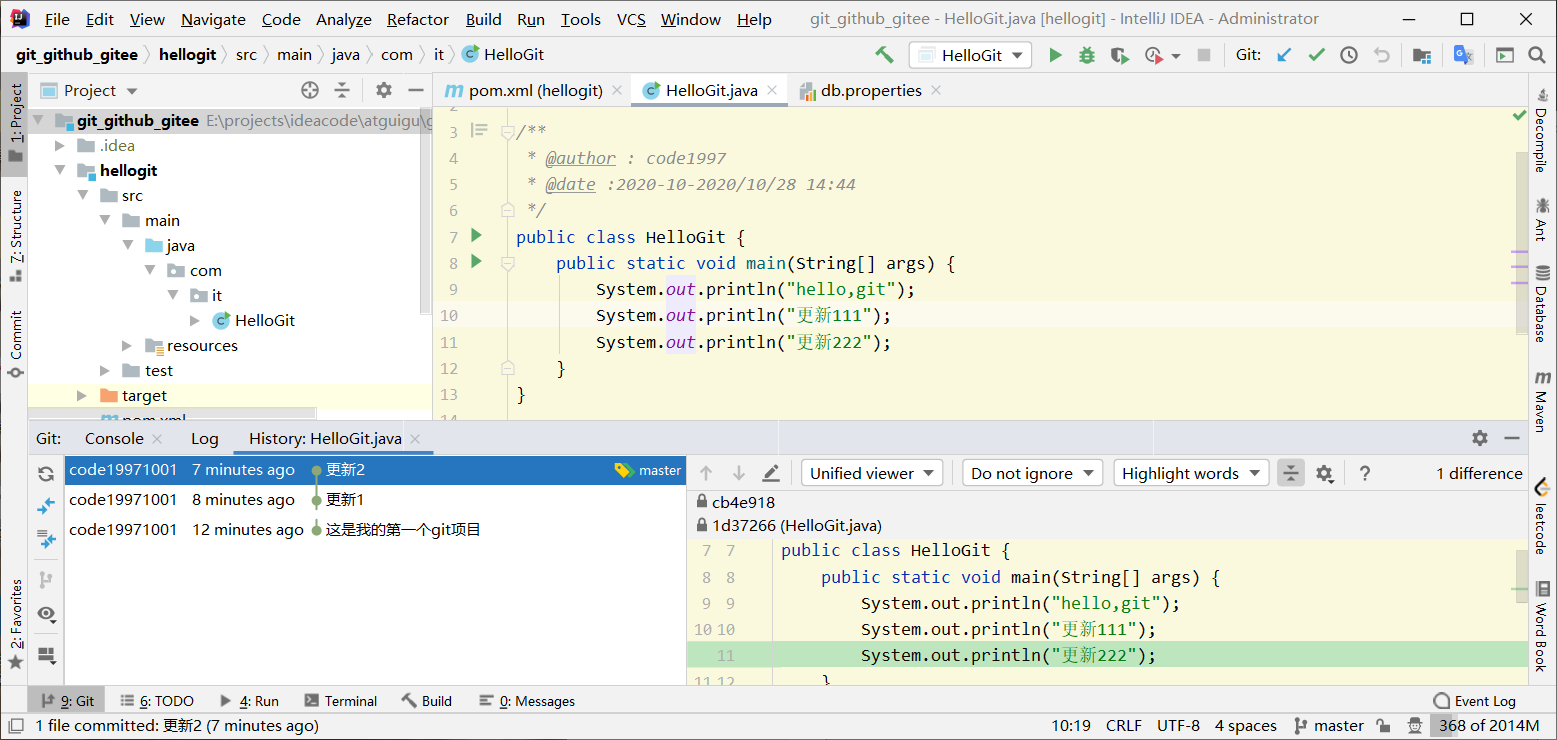 File Edit View Navigate Code Analyze Refactor Build Run Tools VCS Window Help git_github_gitee - HelloGit.java [hellogit] - IntelliJ IDEA - Administrator
git_github_gitee hellogit src main java com it HelloGit HelloGit Git:
Project
pom.xml (hellogit) HelloGit.java db.properties
git_github_gitee E:\projects\ideacode\atguigu\g
.idea
hellogit
src
main
java
com
it
HelloGit
resources
test
target
pom.xml
2
3 /**
4 * @author : code1997
5 * @date :2020-10-2020/10/28 14:44
6 */
7 public class HelloGit {
8 public static void main(String[] args) {
9 System.out.println("hello,git");
10 System.out.println("更新111");
11 System.out.println("更新222");
12 }
13 }
14
1: Project
7: Structure
Commit
2: Favorites
Decompile
Ant
Database
Maven
leetcode
Word Book
Git: Console Log History: HelloGit.java
code19971001 7 minutes ago 更新2 master
code19971001 8 minutes ago 更新1
code19971001 12 minutes ago 这是我的第一个git项目
Unified viewer Do not ignore Highlight words ? 1 difference
cb4e918
1d37266 (HelloGit.java)
7 7 public class HelloGit {
8 8 public static void main(String[] args) {
9 9 System.out.println("hello,git");
10 10 System.out.println("更新111");
11 System.out.println("更新222");
11 12 }
9: Git 6: TODO 4: Run Terminal Build 0: Messages Event Log
1 file committed: 更新2 (7 minutes ago) 10:19 CRLF UTF-8 4 spaces master 368 of 2014M